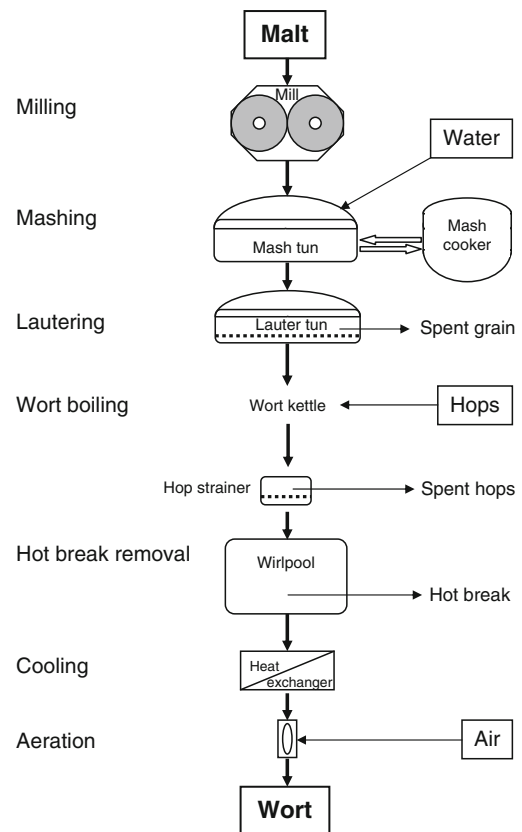 Malt
Milling
Mill
Water
Mashing
Mash tun
Mash
cooker
Lautering
Lauter tun
Spent grain
Wort boiling
Wort kettle
Hops
Hop strainer
Spent hops
Hot break removal
Wirlpool
Hot break
Cooling
Heat
exchanger
Aeration
Air
Wort